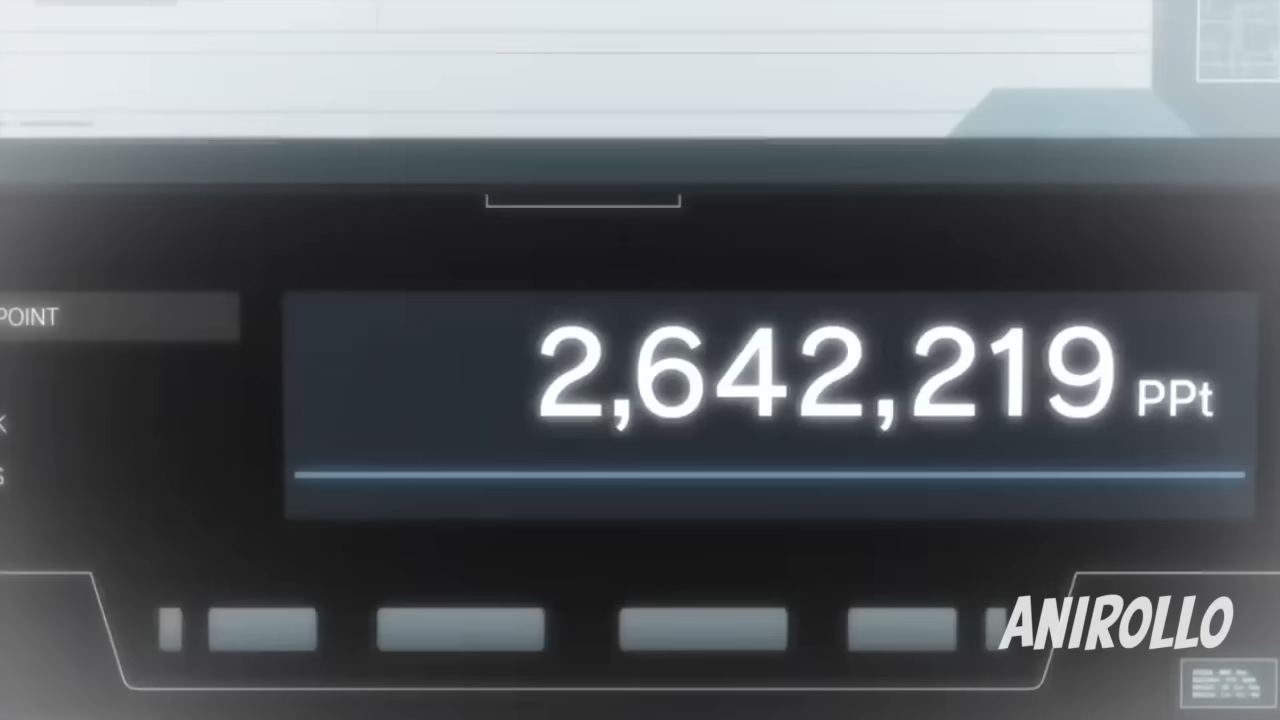 POINT
2,642,219 PPt
K
S
ANIROLLO